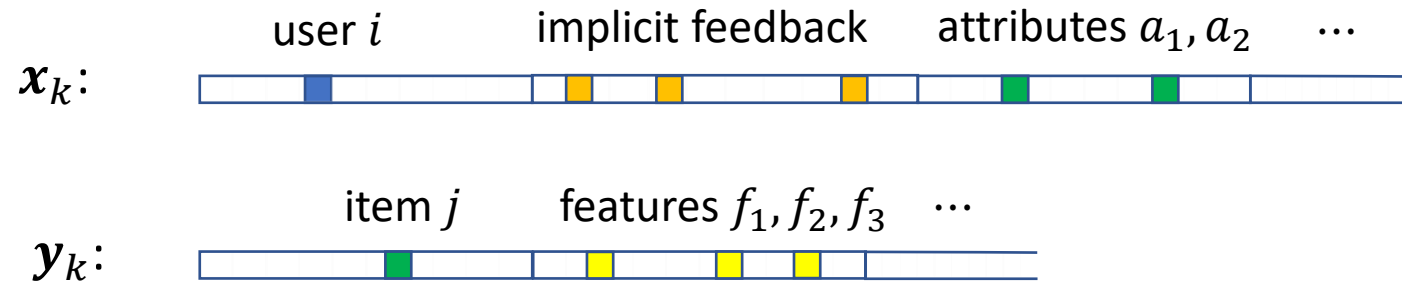 user i implicit feedback attributes a₁, a₂ ⋯
𝒙ₖ:
item j features f₁, f₂, f₃ ⋯
𝒚ₖ: